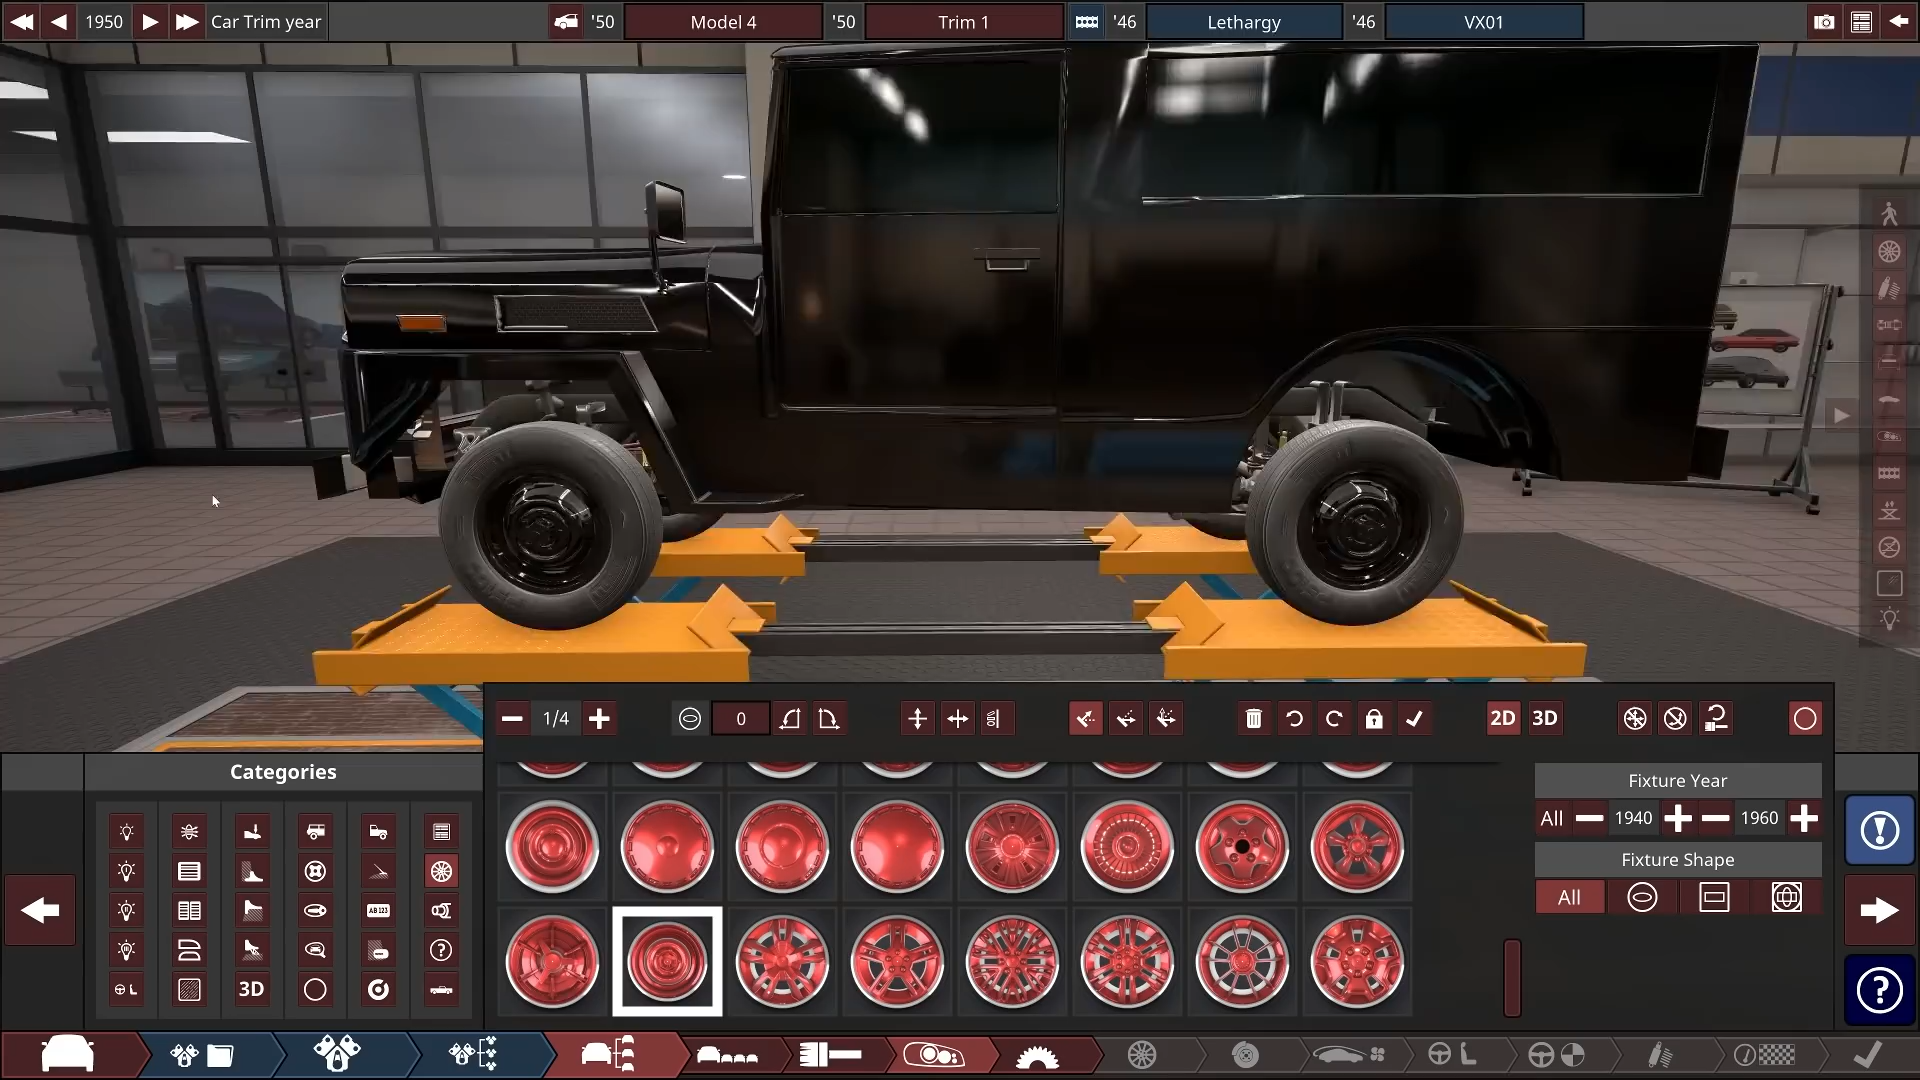 1950 Car Trim year '50 Model 4 '50 Trim 1 '46 Lethargy '46 VX01
1/4 0 2D 3D
Categories
Fixture Year
All 1940 1960
Fixture Shape
All
AB 123
3D